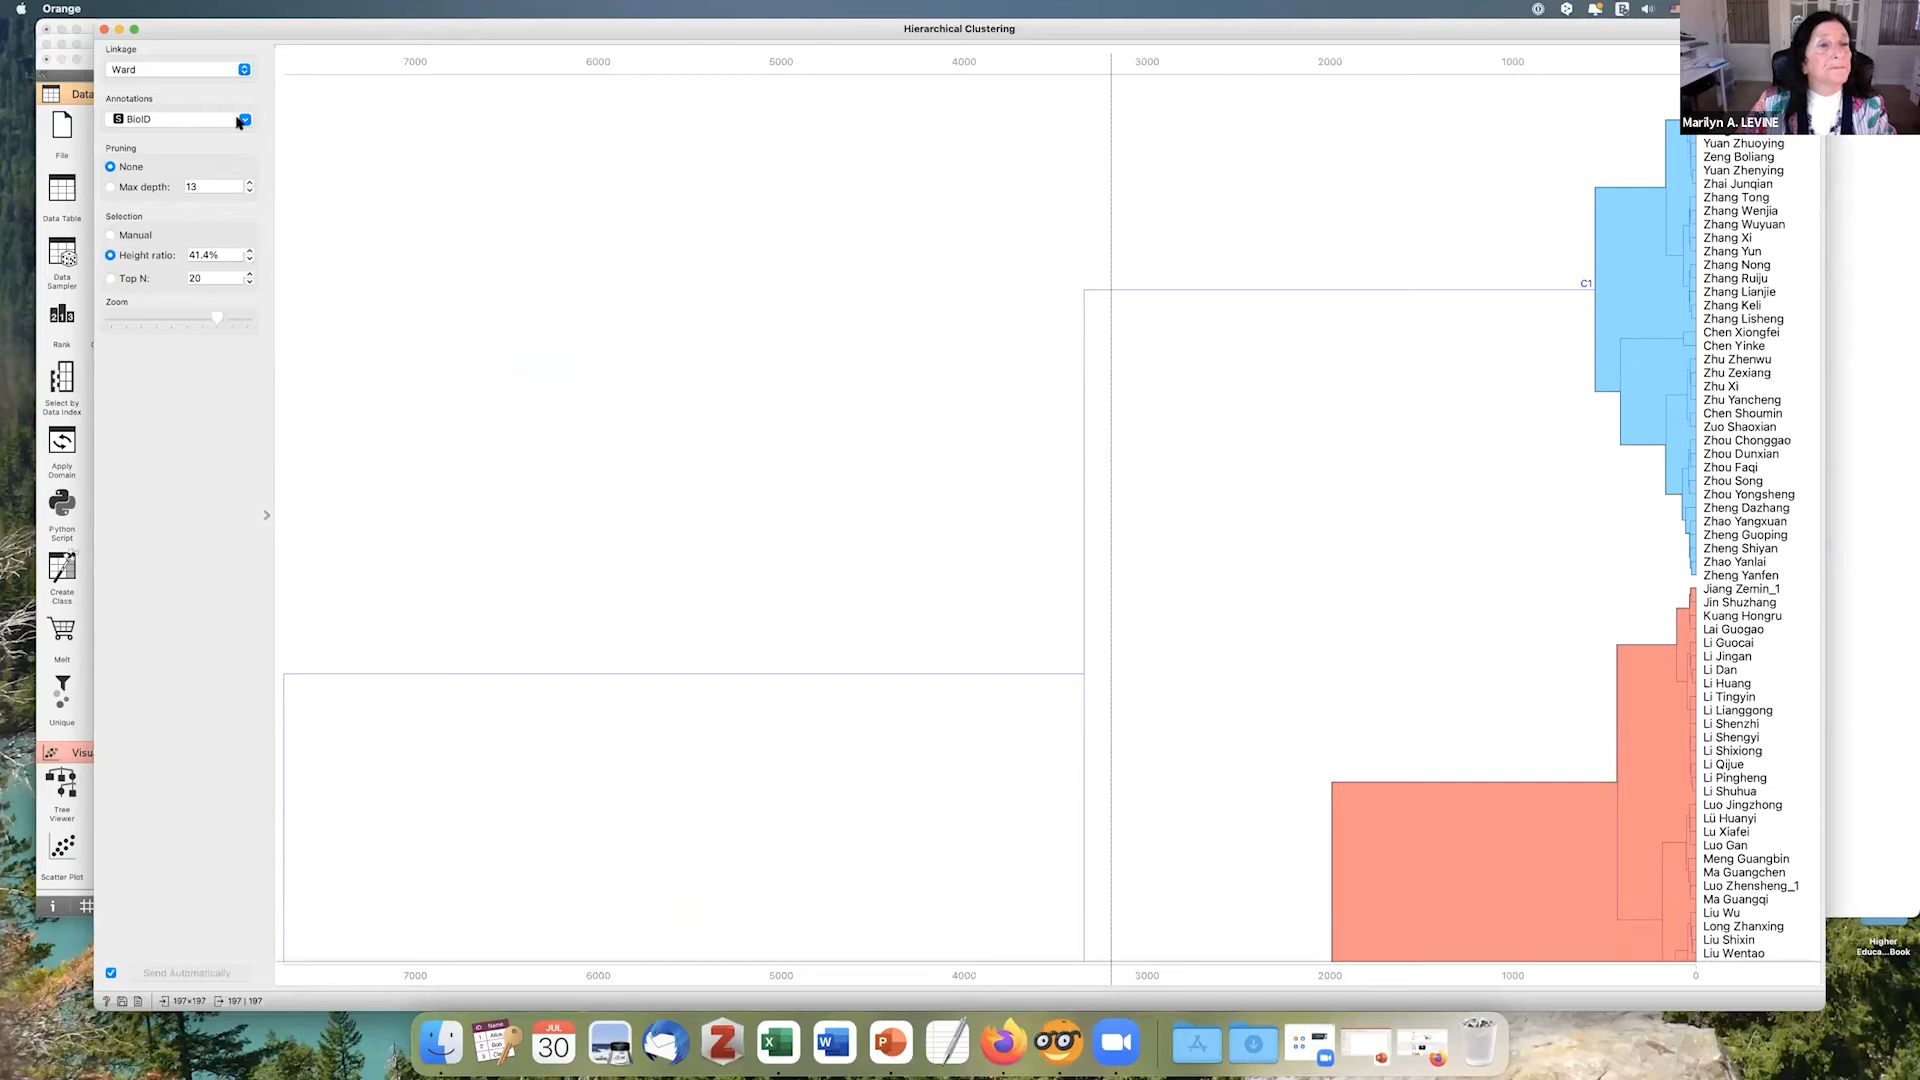 Orange
Hierarchical Clustering
Linkage
Ward
Annotations
S BioID
Pruning
None
Max depth: 13
Selection
Manual
Height ratio: 41.4%
Top N: 20
Zoom
Data
File
Data Table
Data
Sampler
Rank
Select by
Data Index
Apply
Domain
Python
Script
Create
Class
Melt
Unique
Visu
Tree
Viewer
Scatter Plot
Send Automatically
197×197 197 | 197
7000 6000 5000 4000 3000 2000 1000
C1
Marilyn A. LEVINE
Yuan Zhuoying
Zeng Boliang
Yuan Zhenying
Zhai Junqian
Zhang Tong
Zhang Wenjia
Zhang Wuyuan
Zhang Xi
Zhang Yun
Zhang Nong
Zhang Ruiju
Zhang Lianjie
Zhang Keli
Zhang Lisheng
Chen Xiongfei
Chen Yinke
Zhu Zhenwu
Zhu Zexiang
Zhu Xi
Zhu Yancheng
Chen Shoumin
Zuo Shaoxian
Zhou Chonggao
Zhou Dunxian
Zhou Faqi
Zhou Song
Zhou Yongsheng
Zheng Dazhang
Zhao Yangxuan
Zheng Guoping
Zheng Shiyan
Zhao Yanlai
Zheng Yanfen
Jiang Zemin_1
Jin Shuzhang
Kuang Hongru
Lai Guogao
Li Guocai
Li Jingan
Li Dan
Li Huang
Li Tingyin
Li Lianggong
Li Shenzhi
Li Shengyi
Li Shixiong
Li Qijue
Li Pingheng
Li Shuhua
Luo Jingzhong
Lü Huanyi
Lu Xiafei
Luo Gan
Meng Guangbin
Ma Guangchen
Luo Zhensheng_1
Ma Guangqi
Liu Wu
Long Zhanxing
Liu Shixin
Liu Wentao
7000 6000 5000 4000 3000 2000 1000 0
Higher
Educa...Book
JUL
30